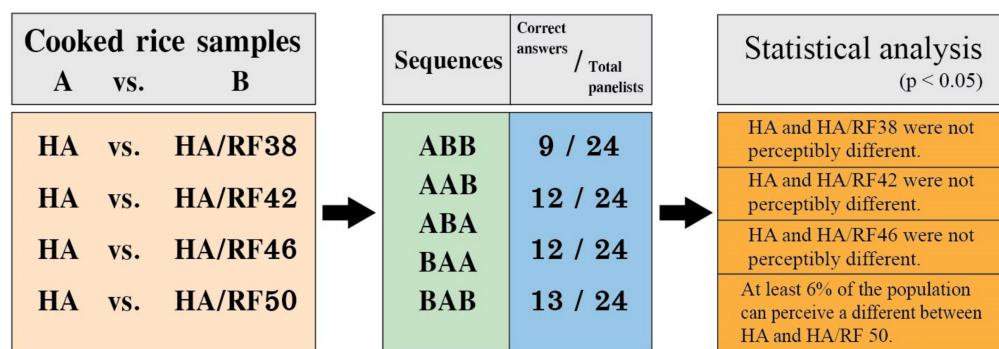 Cooked rice samples
A vs. B
HA vs. HA/RF38
HA vs. HA/RF42
HA vs. HA/RF46
HA vs. HA/RF50
Sequences
Correct
answers
/ Total
panelists
ABB
AAB
ABA
BAA
BAB
9 / 24
12 / 24
12 / 24
13 / 24
Statistical analysis
(p < 0.05)
HA and HA/RF38 were not
perceptibly different.
HA and HA/RF42 were not
perceptibly different.
HA and HA/RF46 were not
perceptibly different.
At least 6% of the population
can perceive a different between
HA and HA/RF 50.